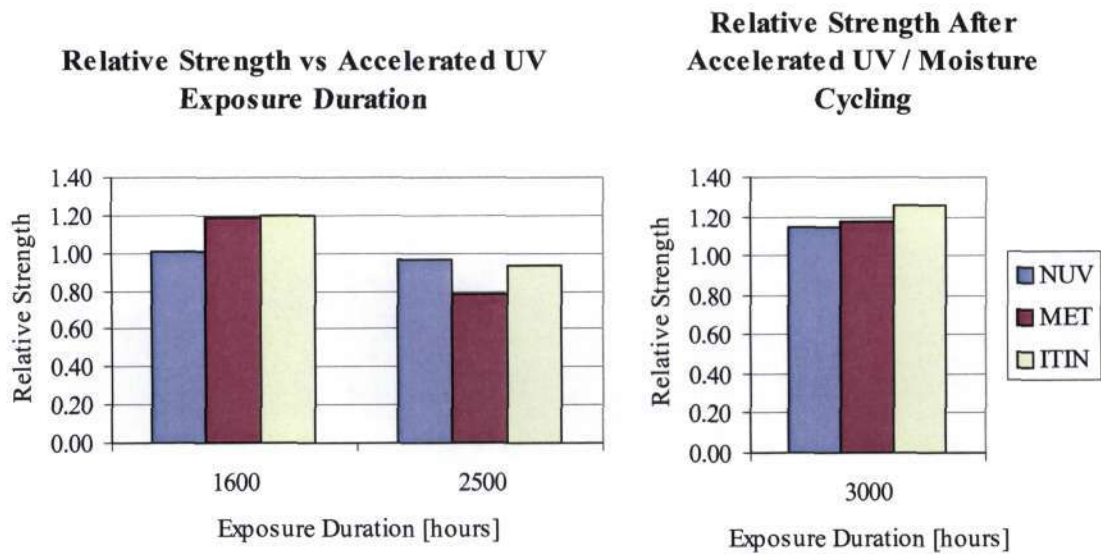 Relative Strength vs Accelerated UV
Exposure Duration
1.40
1.20
1.00
0.80
0.60
0.40
0.20
0.00
Relative Strength
1600
2500
Exposure Duration [hours]
Relative Strength After
Accelerated UV / Moisture
Cycling
1.40
1.20
1.00
0.80
0.60
0.40
0.20
0.00
Relative Strength
3000
Exposure Duration [hours]
NUV
MET
ITIN